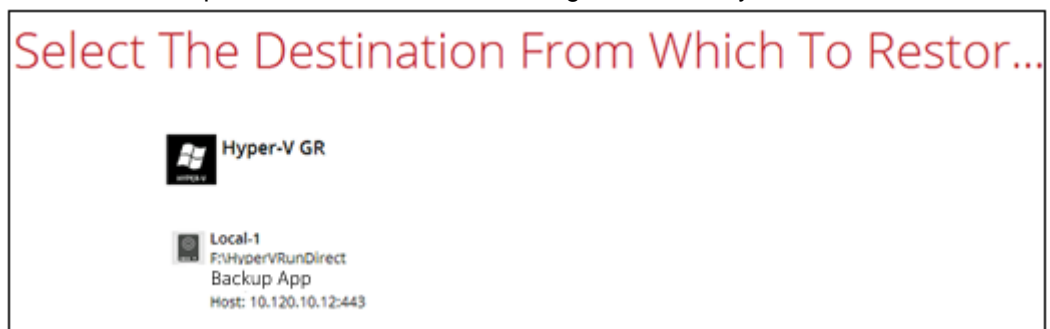 Select The Destination From Which To Restor...
Hyper-V GR
HYPER-V
Local-1
F:\HyperVRunDirect
Backup App
Host: 10.120.10.12:443